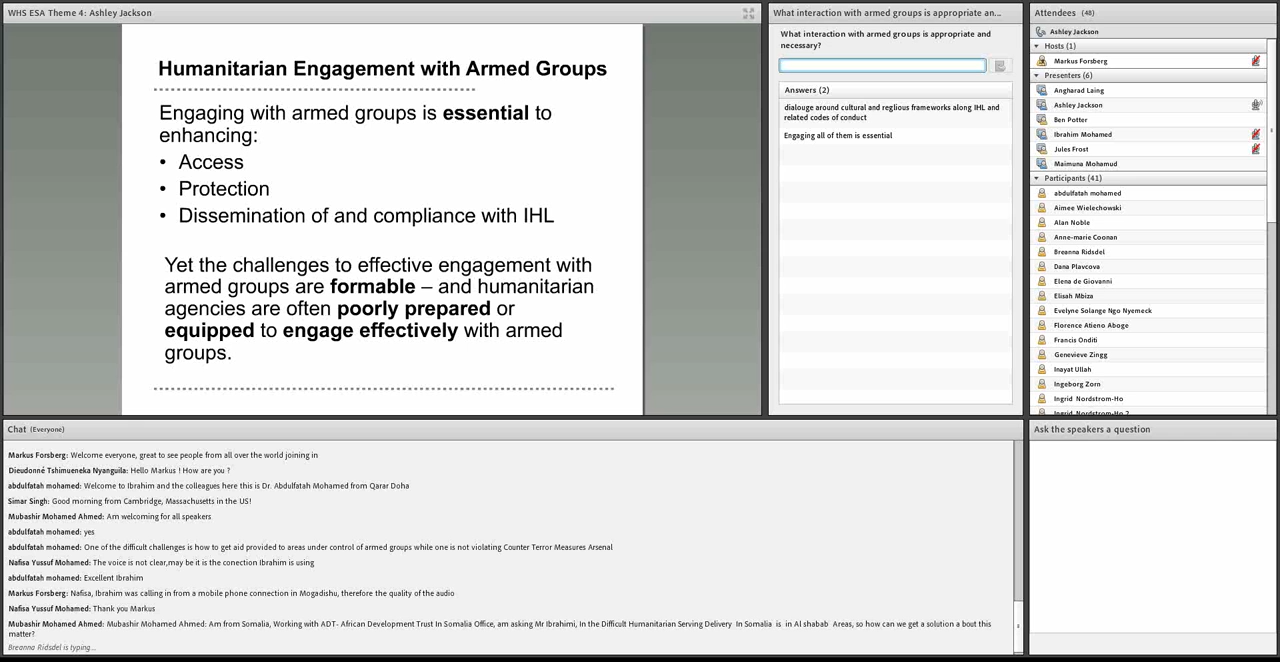 WHS ESA Theme 4: Ashley Jackson
Humanitarian Engagement with Armed Groups
Engaging with armed groups is essential to
enhancing:
• Access
• Protection
• Dissemination of and compliance with IHL
Yet the challenges to effective engagement with
armed groups are formable – and humanitarian
agencies are often poorly prepared or
equipped to engage effectively with armed
groups.
What interaction with armed groups is appropriate an...
What interaction with armed groups is appropriate and
necessary?
Answers (2)
dialouge around cultural and reglious frameworks along IHL and
related codes of conduct
Engaging all of them is essential
Attendees (48)
Ashley Jackson
Hosts (1)
Markus Forsberg
Presenters (6)
Angharad Laing
Ashley Jackson
Ben Potter
Ibrahim Mohamed
Jules Frost
Maimuna Mohamud
Participants (41)
abdulfatah mohamed
Aimee Wielechowski
Alan Noble
Anne-marie Coonan
Breanna Ridsdel
Dana Plavcova
Elena de Giovanni
Elisah Mbiza
Evelyne Solange Ngo Nyemeck
Florence Atieno Aboge
Francis Onditi
Genevieve Zingg
Inayat Ullah
Ingeborg Zorn
Ingrid Nordstrom-Ho
Ingrid Nordstrom-Ho 2
Chat (Everyone)
Markus Forsberg: Welcome everyone, great to see people from all over the world joining in
Dieudonné Tshimueneka Nyanguila: Hello Markus ! How are you ?
abdulfatah mohamed: Welcome to Ibrahim and the colleagues here this is Dr. Abdulfatah Mohamed from Qarar Doha
Simar Singh: Good morning from Cambridge, Massachusetts in the US!
Mubashir Mohamed Ahmed: Am welcoming for all speakers
abdulfatah mohamed: yes
abdulfatah mohamed: One of the difficult challenges is how to get aid provided to areas under control of armed groups while one is not violating Counter Terror Measures Arsenal
Nafisa Yussuf Mohamed: The voice is not clear,may be it is the conection Ibrahim is using
abdulfatah mohamed: Excellent Ibrahim
Markus Forsberg: Nafisa, Ibrahim was calling in from a mobile phone connection in Mogadishu, therefore the quality of the audio
Nafisa Yussuf Mohamed: Thank you Markus
Mubashir Mohamed Ahmed: Mubashir Mohamed Ahmed: Am from Somalia, Working with ADT- African Development Trust In Somalia Office, am asking Mr Ibrahimi, In the Difficult Humanitarian Serving Delivery In Somalia is in Al shabab Areas, so how can we get a solution a bout this
matter?
Breanna Ridsdel is typing...
Ask the speakers a question